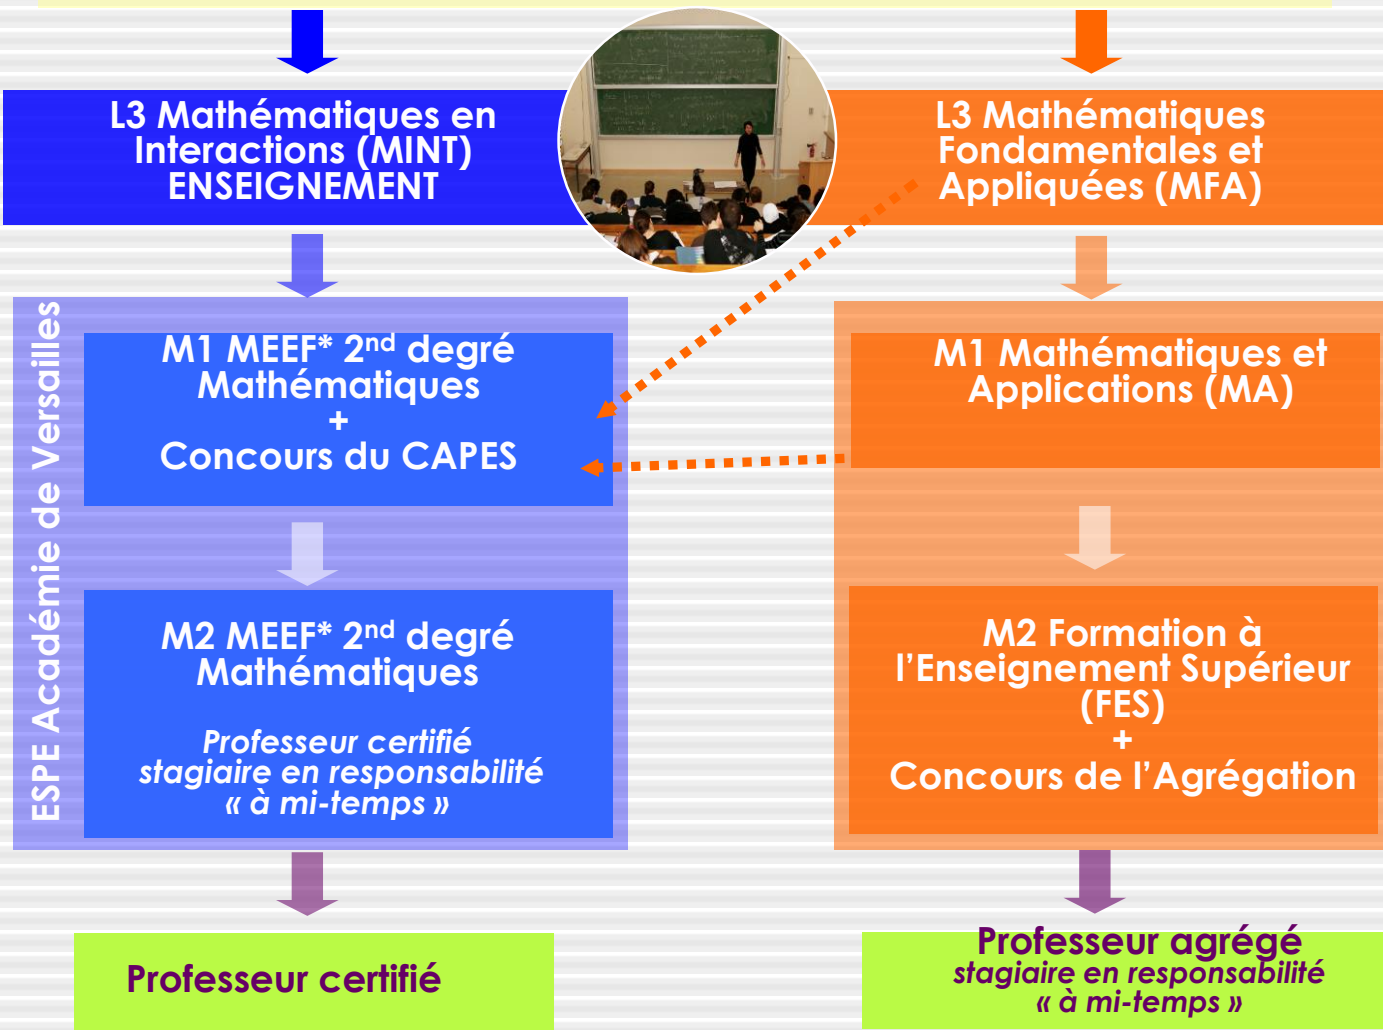 L3 Mathématiques en
Interactions (MINT)
ENSEIGNEMENT
L3 Mathématiques
Fondamentales et
Appliquées (MFA)
ESPE Académie de Versailles
M1 MEEF* 2nd degré
Mathématiques
+
Concours du CAPES
M1 Mathématiques et
Applications (MA)
M2 MEEF* 2nd degré
Mathématiques
Professeur certifié
stagiaire en responsabilité
« à mi-temps »
M2 Formation à
l’Enseignement Supérieur
(FES)
+
Concours de l’Agrégation
Professeur certifié
Professeur agrégé
stagiaire en responsabilité
« à mi-temps »